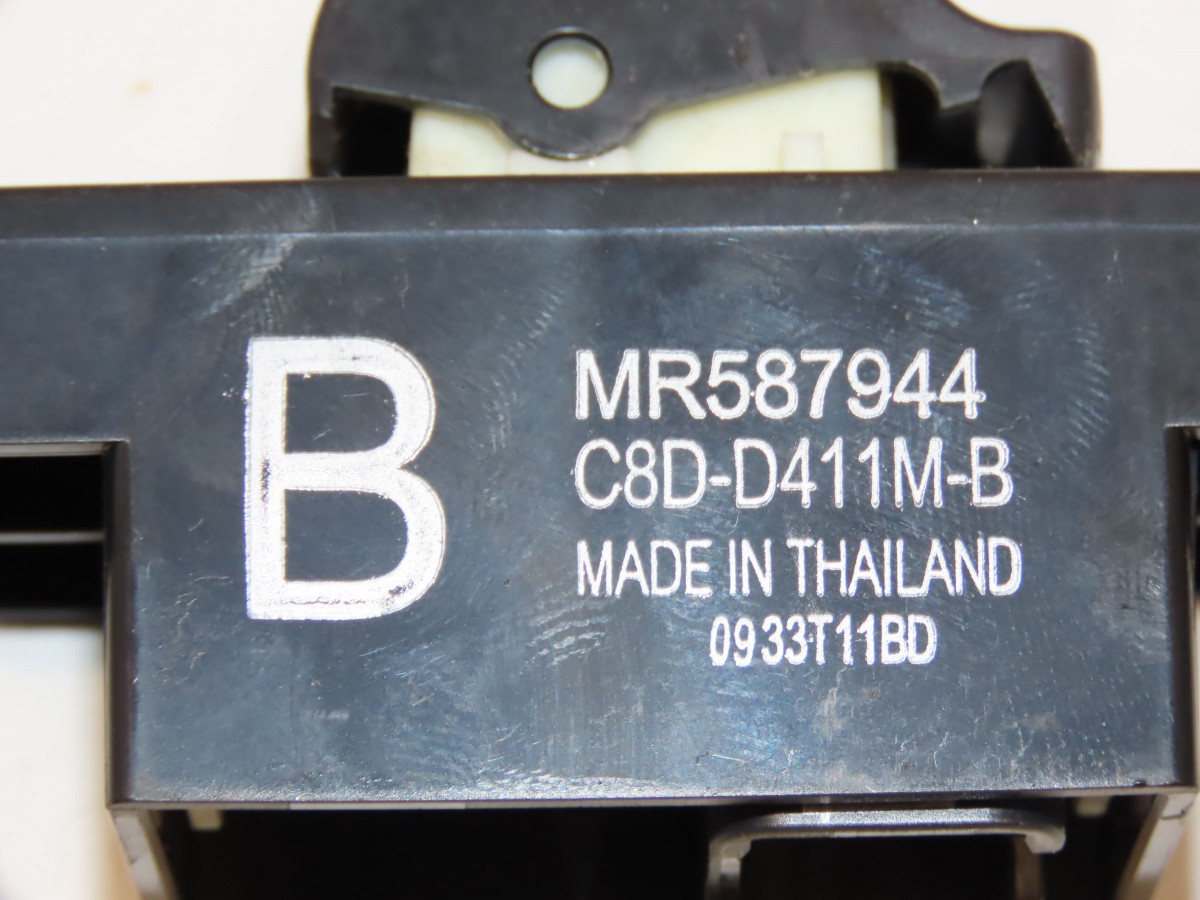 B
MR587944
C8D-D411M-B
MADE IN THAILAND
0933T11BD